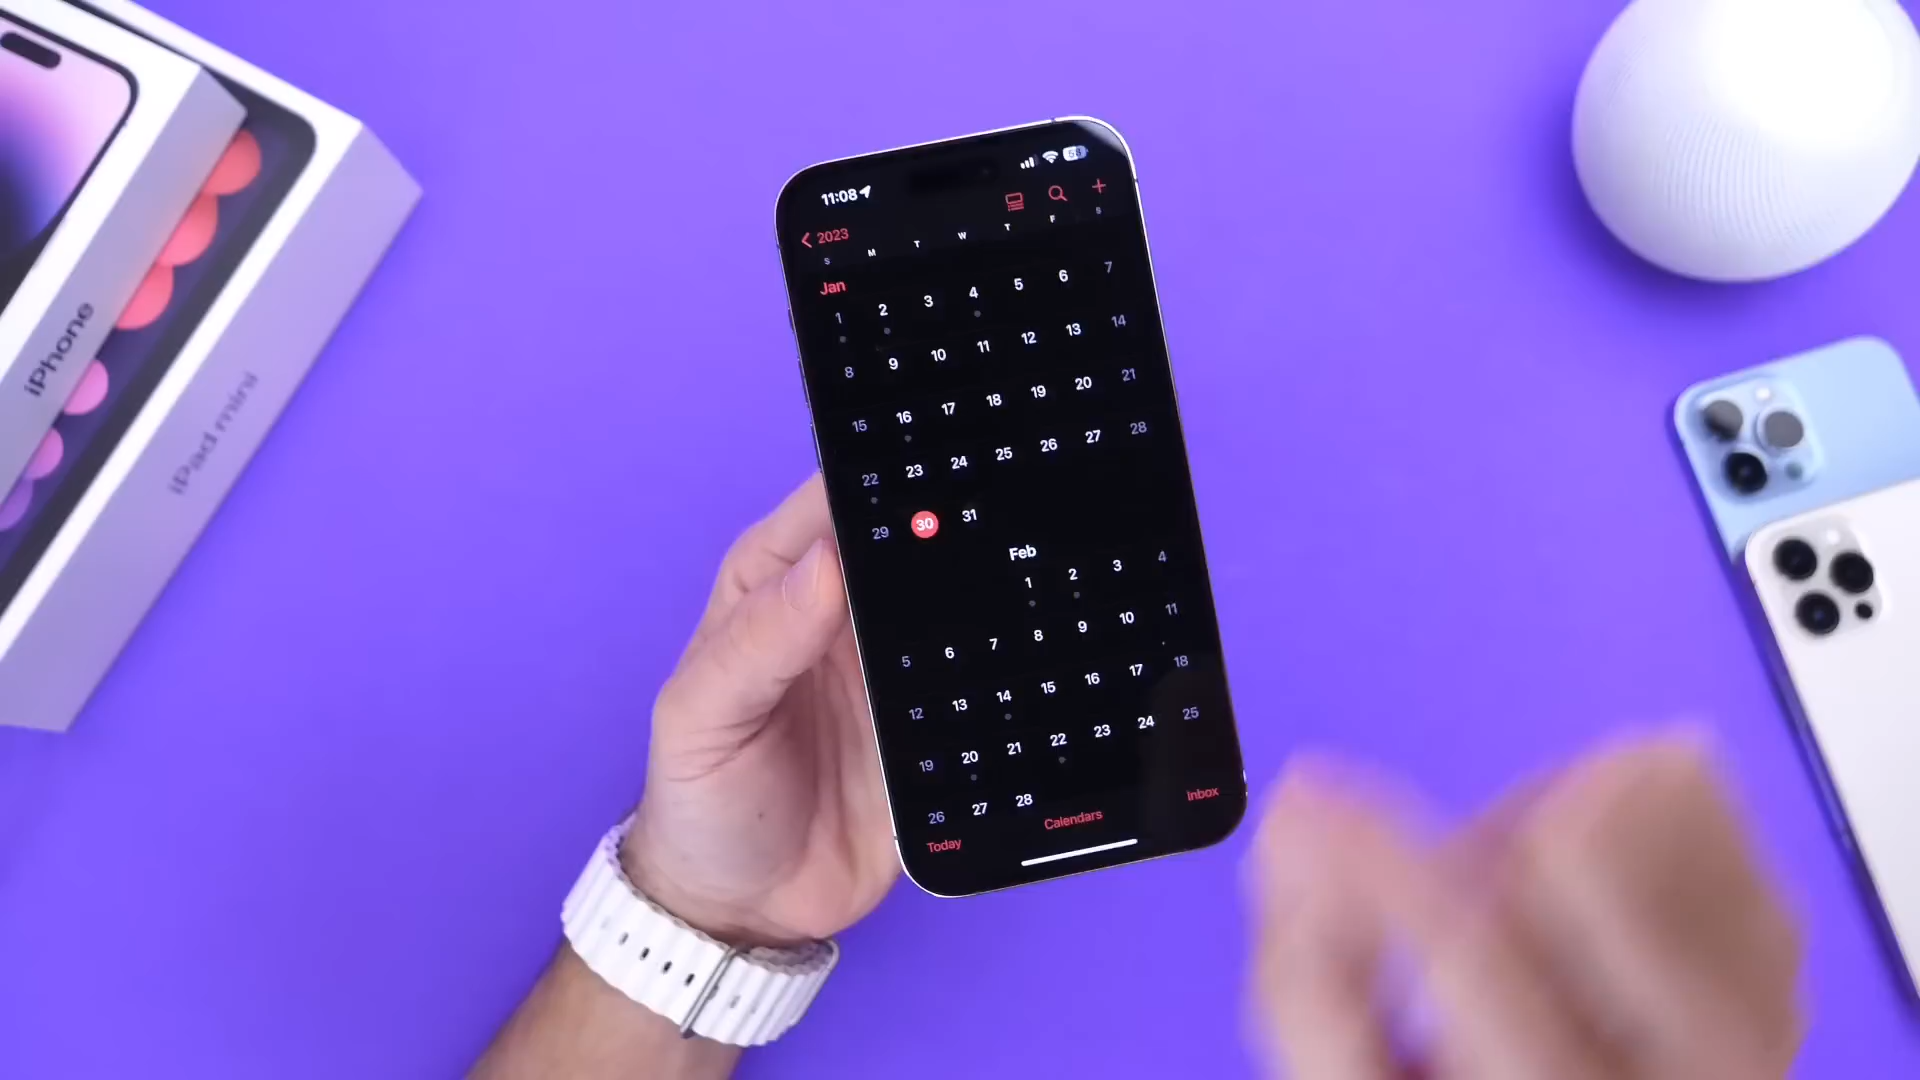 iPhone
iPad mini
11:08
2023
S M T W T F S
Jan
1 2 3 4 5 6 7
8 9 10 11 12 13 14
15 16 17 18 19 20 21
22 23 24 25 26 27 28
29 30 31
Feb
1 2 3 4
5 6 7 8 9 10 11
12 13 14 15 16 17 18
19 20 21 22 23 24 25
26 27 28
Today Calendars Inbox